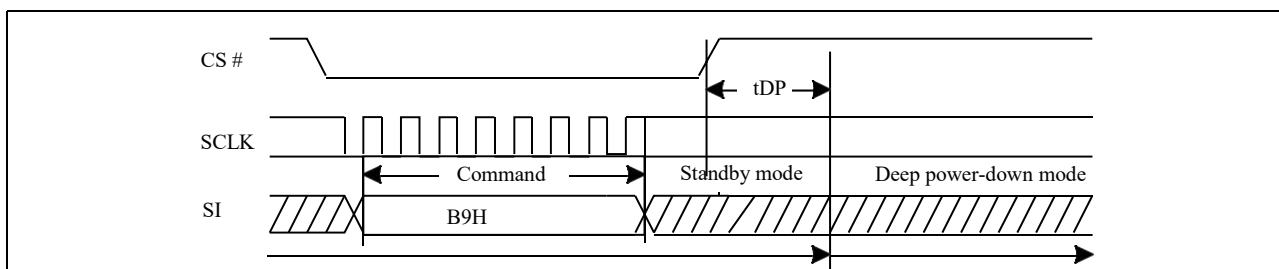 CS #
tDP
SCLK
Command Standby mode Deep power-down mode
SI
B9H